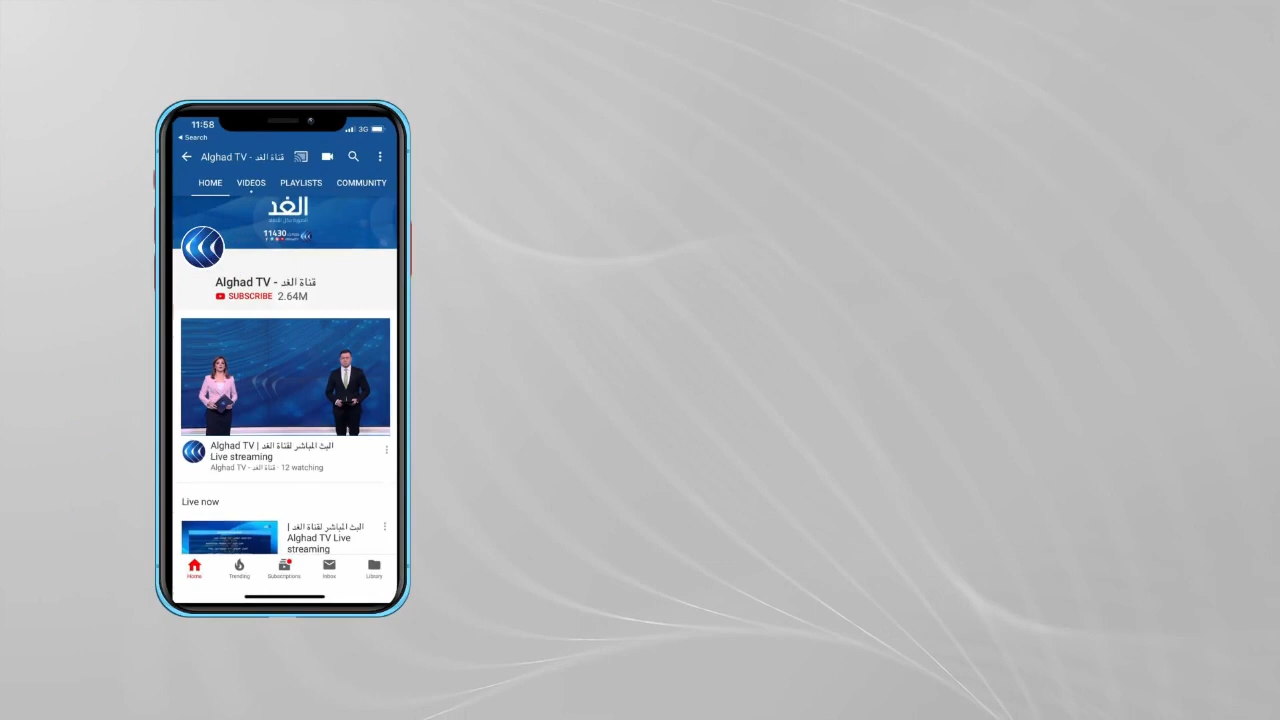 11:58
3G
Search
Alghad TV - قناة الغد
HOME VIDEOS PLAYLISTS COMMUNITY
الغد
11430
Alghad TV - قناة الغد
SUBSCRIBE 2.64M
البث المباشر لقناة الغد | Alghad TV
Live streaming
Alghad TV - قناة الغد · 12 watching
Live now
البث المباشر لقناة الغد |
Alghad TV Live
streaming
Home Trending Subscriptions Inbox Library